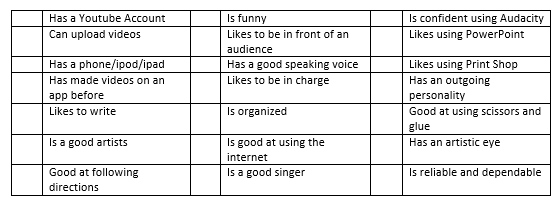 Has a Youtube Account
Is funny
Is confident using Audacity
Can upload videos
Likes to be in front of an
audience
Likes using PowerPoint
Has a phone/ipod/ipad
Has a good speaking voice
Likes using Print Shop
Has made videos on an
app before
Likes to be in charge
Has an outgoing
personality
Likes to write
Is organized
Good at using scissors and
glue
Is a good artists
Is good at using the
internet
Has an artistic eye
Good at following
directions
Is a good singer
Is reliable and dependable